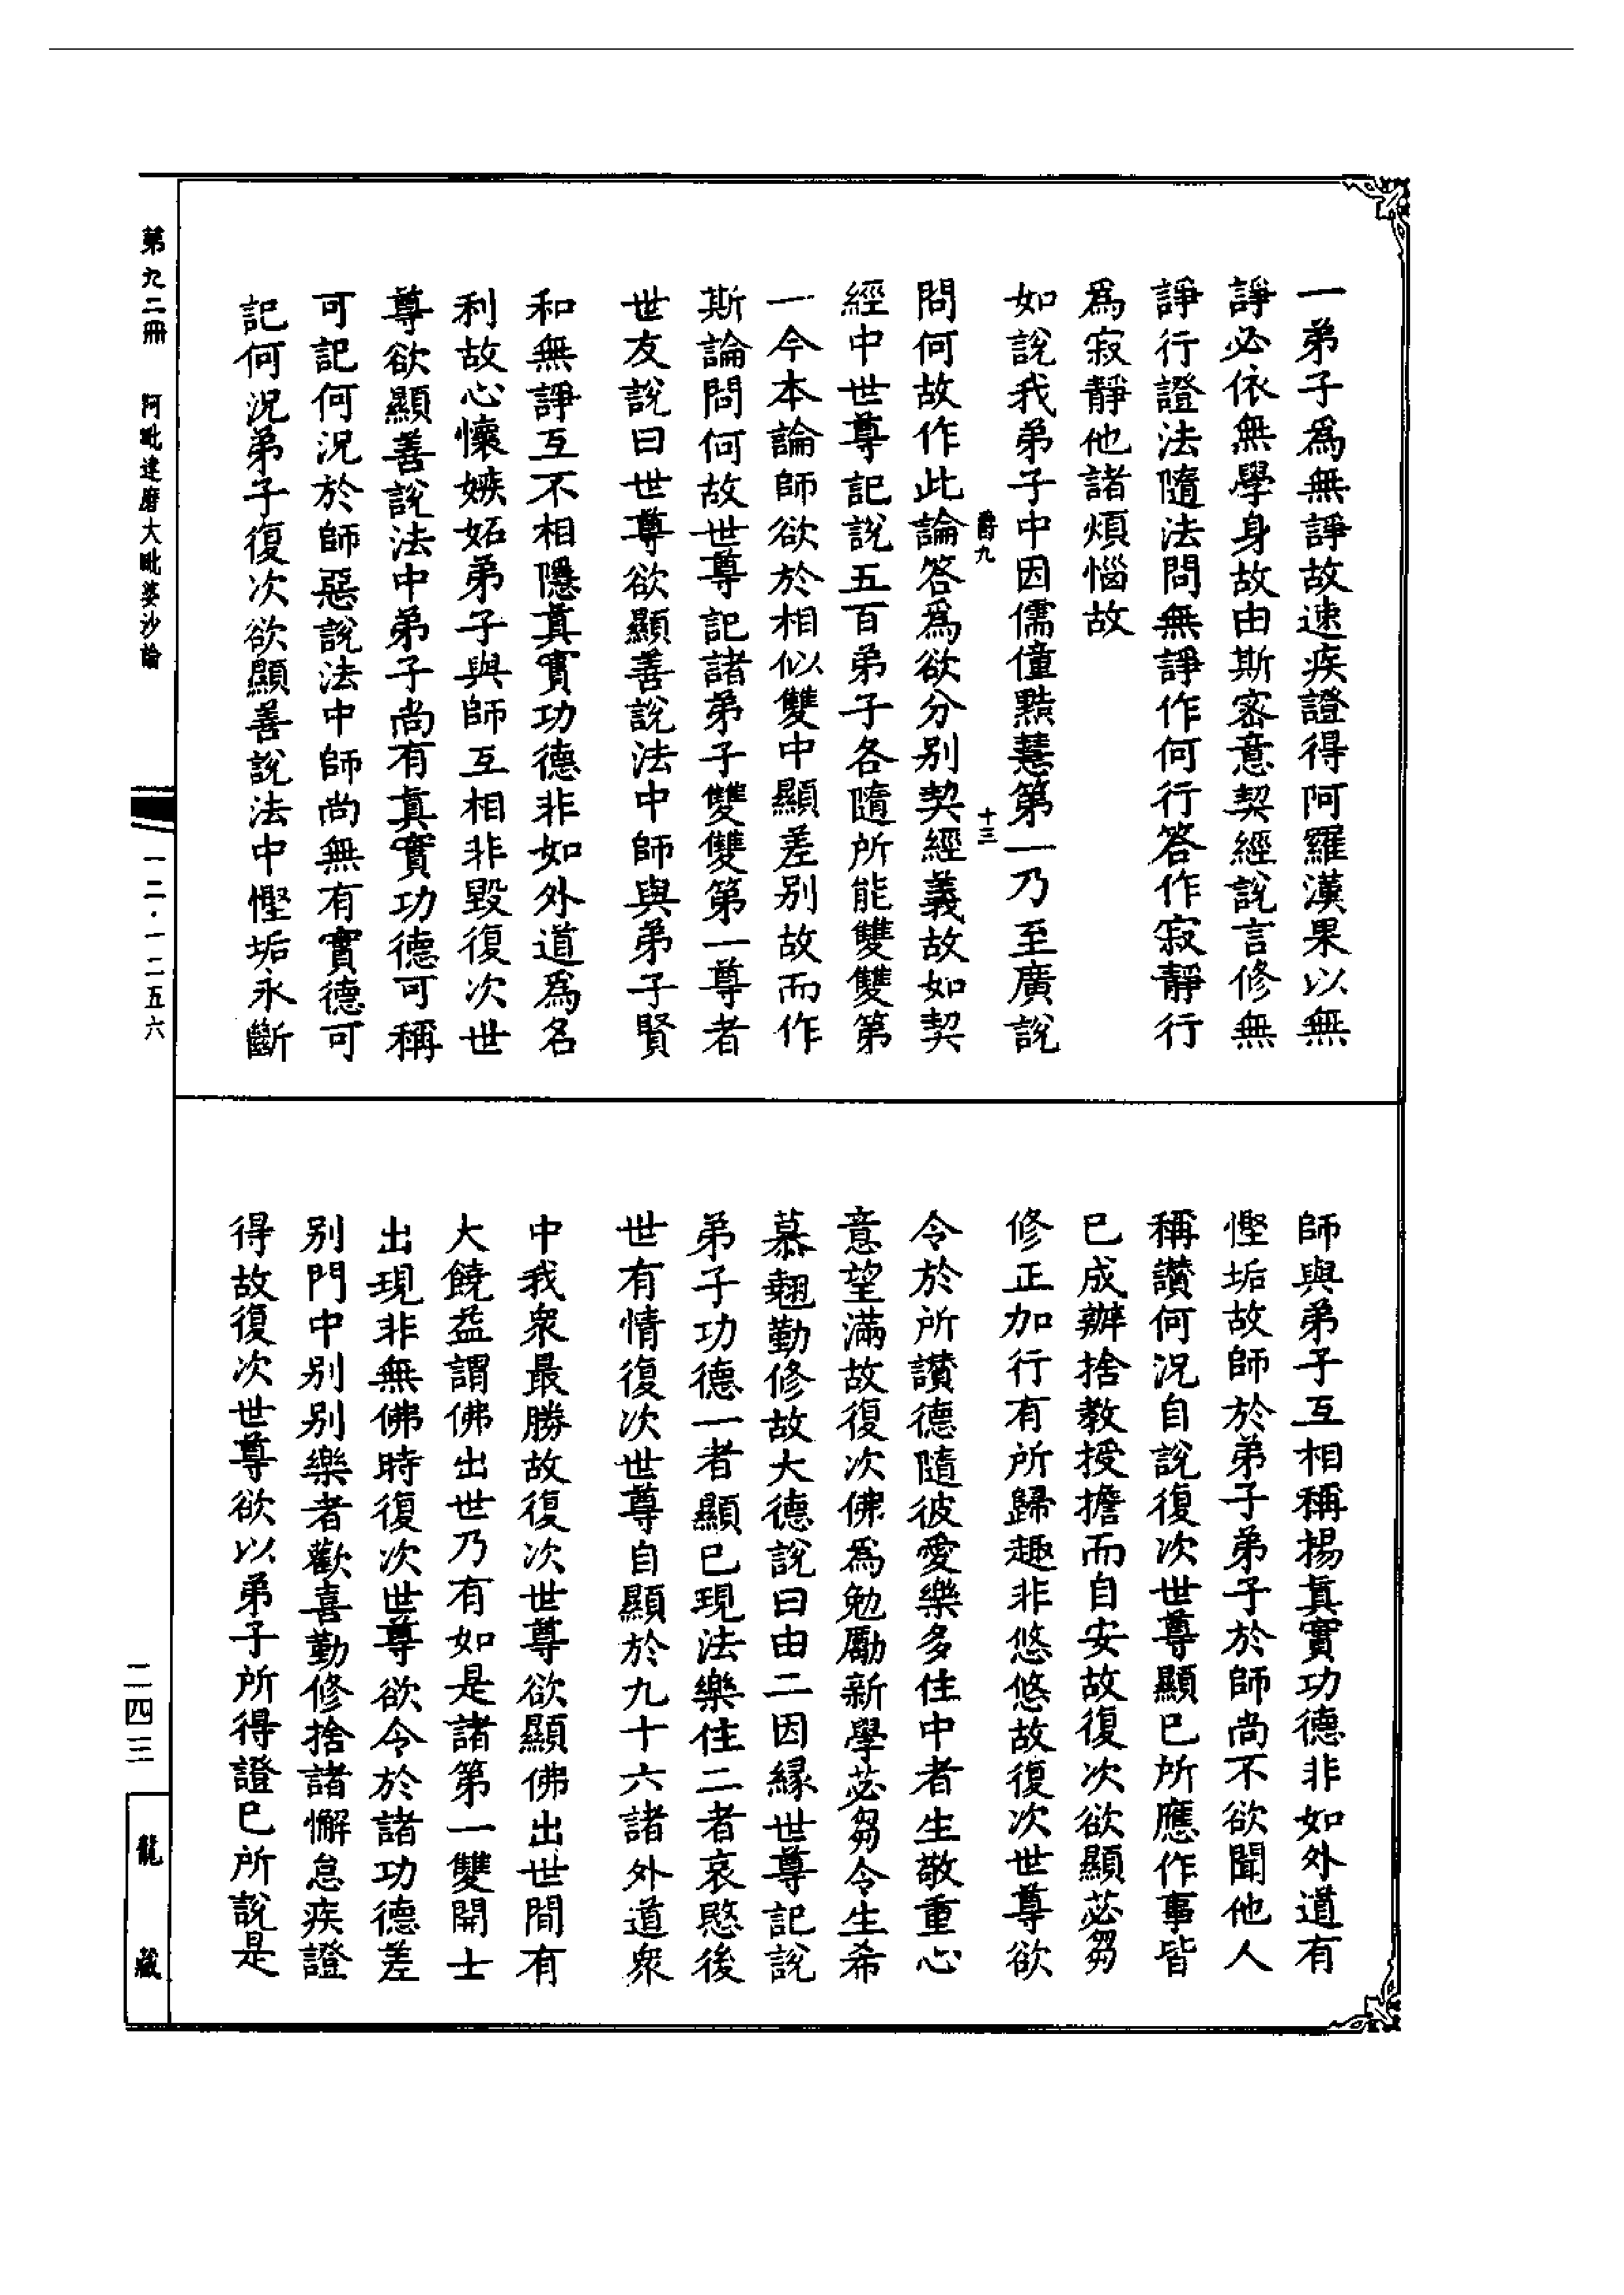 一弟子為無諍故速疾證得阿羅漢果以無
諍必依無學身故由斯密意契經說言修無
諍行證法隨法問無諍作何行答作寂靜行
為寂靜他諸煩惱故
如說我弟子中因儒僮黠慧第一乃至廣說
爵九
十三
問何故作此論答為欲分別契經義故如契
經中世尊記說五百弟子各隨所能雙雙第
一今本論師欲於相似雙中顯差別故而作
斯論問何故世尊記諸弟子雙雙第一尊者
世友說曰世尊欲顯善說法中師與弟子賢
和無諍互不相隱真實功德非如外道為名
利故心懷嫉妬弟子與師互相非毀復次世
尊欲顯善說法中弟子尚有真實功德可稱
可記何況於師惡說法中師尚無有實德可
記何況弟子復次欲顯善說法中慳垢永斷
師與弟子互相稱揚真實功德非如外道有
慳垢故師於弟子弟子於師尚不欲聞他人
稱讚何況自說復次世尊顯已所應作事皆
已成辦捨教授擔而自安故復次欲顯苾芻
修正加行有所歸趣非悠悠故復次世尊欲
令於所讚德隨彼愛樂多住中者生敬重心
意望滿故復次佛為勉勵新學苾芻令生希
慕翹勤修故大德說曰由二因緣世尊記說
弟子功德一者顯已現法樂住二者哀愍後
世有情復次世尊自顯於九十六諸外道眾
中我眾最勝故復次世尊欲顯佛出世間有
大饒益謂佛出世乃有如是諸第一雙開士
出現非無佛時復次世尊欲令於諸功德差
別門中別別樂者歡喜勤修捨諸懈怠疾證
得故復次世尊欲以弟子所得證已所說是
第九二冊 阿毗達磨大毗婆沙論
一二·一二五六
二四三
龍藏